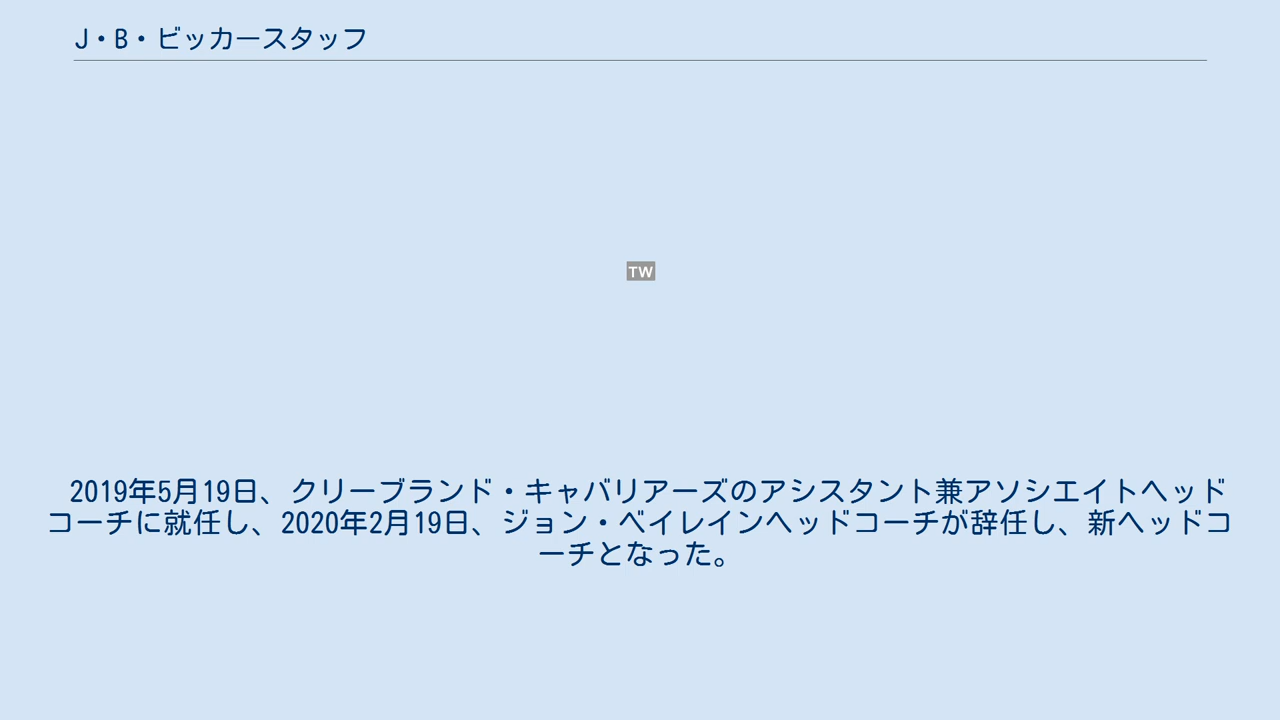 J・B・ビッカースタッフ
TW
2019年5月19日、クリーブランド・キャバリアーズのアシスタント兼アソシエイトヘッド
コーチに就任し、2020年2月19日、ジョン・ベイレインヘッドコーチが辞任し、新ヘッドコ
ーチとなった。